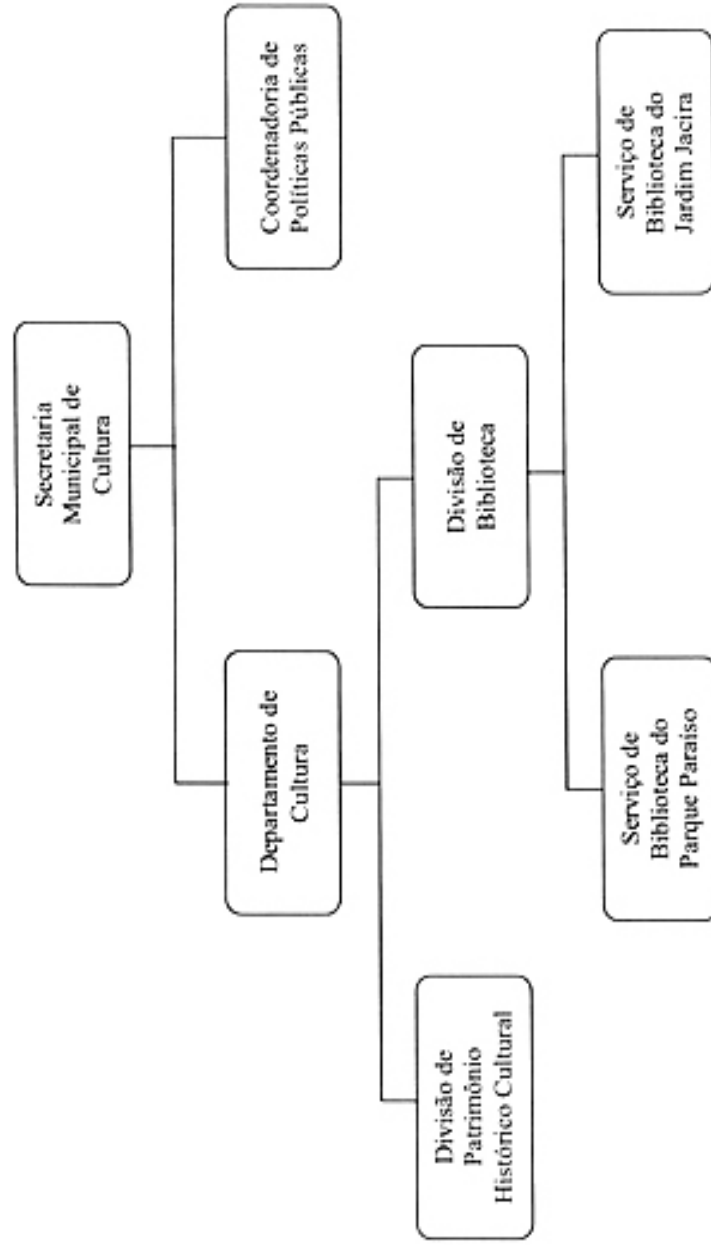 Secretaria
Municipal de
Cultura
Departamento de
Cultura
Coordenadoria de
Políticas Públicas
Divisão de
Patrimônio
Histórico Cultural
Divisão de
Biblioteca
Serviço de
Biblioteca do
Parque Paraiso
Serviço de
Biblioteca do
Jardim Jacira